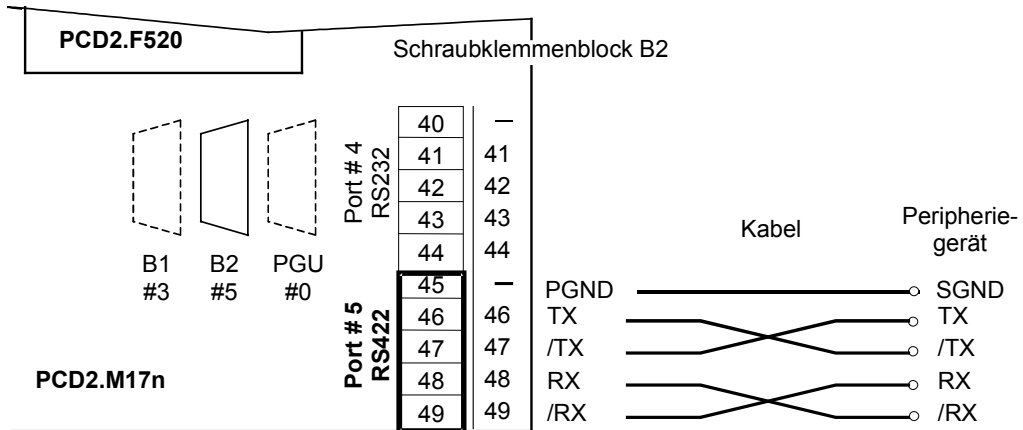 PCD2.F520
Schraubklemmenblock B2
Port # 4
RS232
40 —
41 41
42 42
43 43
44 44
B1 B2 PGU
#3 #5 #0
Port # 5
RS422
45 —
46 46
47 47
48 48
49 49
PCD2.M17n
Kabel
Peripherie-
gerät
PGND SGND
TX TX
/TX /TX
RX RX
/RX /RX